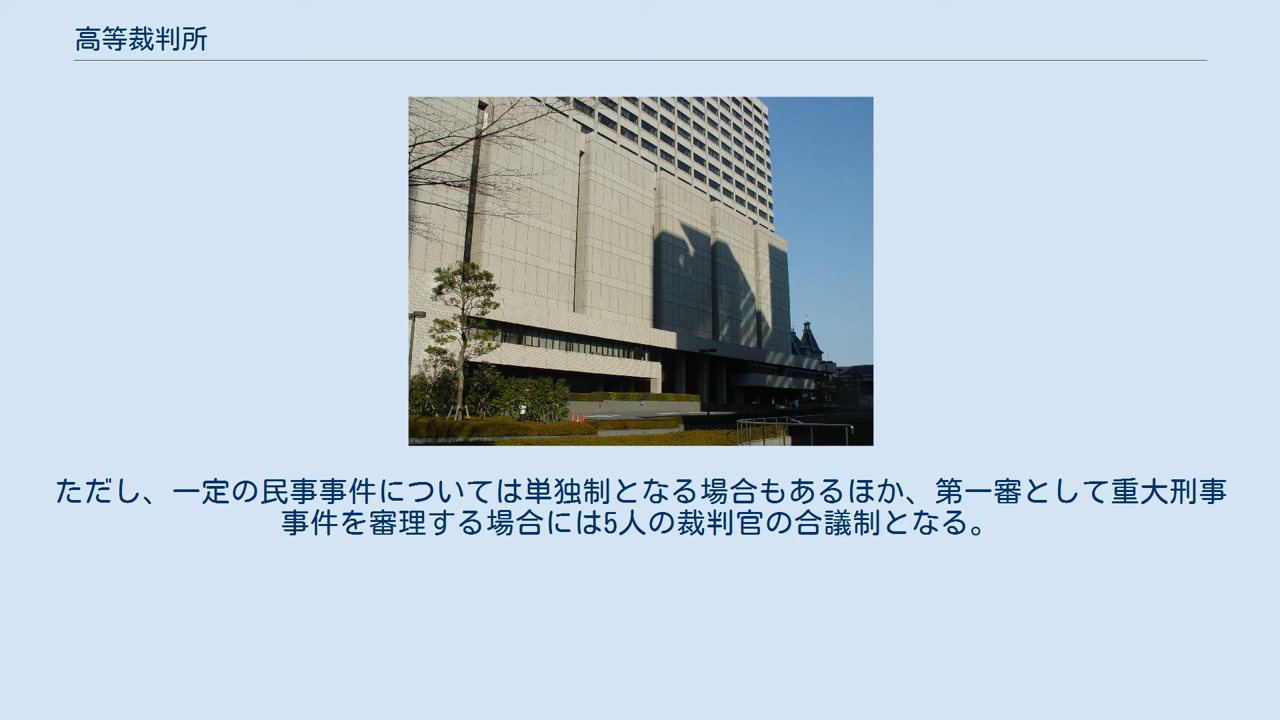 高等裁判所
ただし、一定の民事事件については単独制となる場合もあるほか、第一審として重大刑事
事件を審理する場合には5人の裁判官の合議制となる。